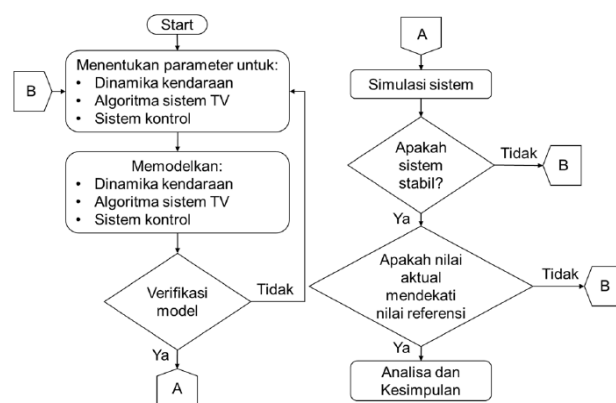 Start
B
Menentukan parameter untuk:
• Dinamika kendaraan
• Algoritma sistem TV
• Sistem kontrol
Memodelkan:
• Dinamika kendaraan
• Algoritma sistem TV
• Sistem kontrol
Verifikasi
model
Tidak
Ya
A
A
Simulasi sistem
Apakah
sistem
stabil?
Tidak
B
Ya
Apakah nilai
aktual
mendekati
nilai referensi
Tidak
B
Ya
Analisa dan
Kesimpulan